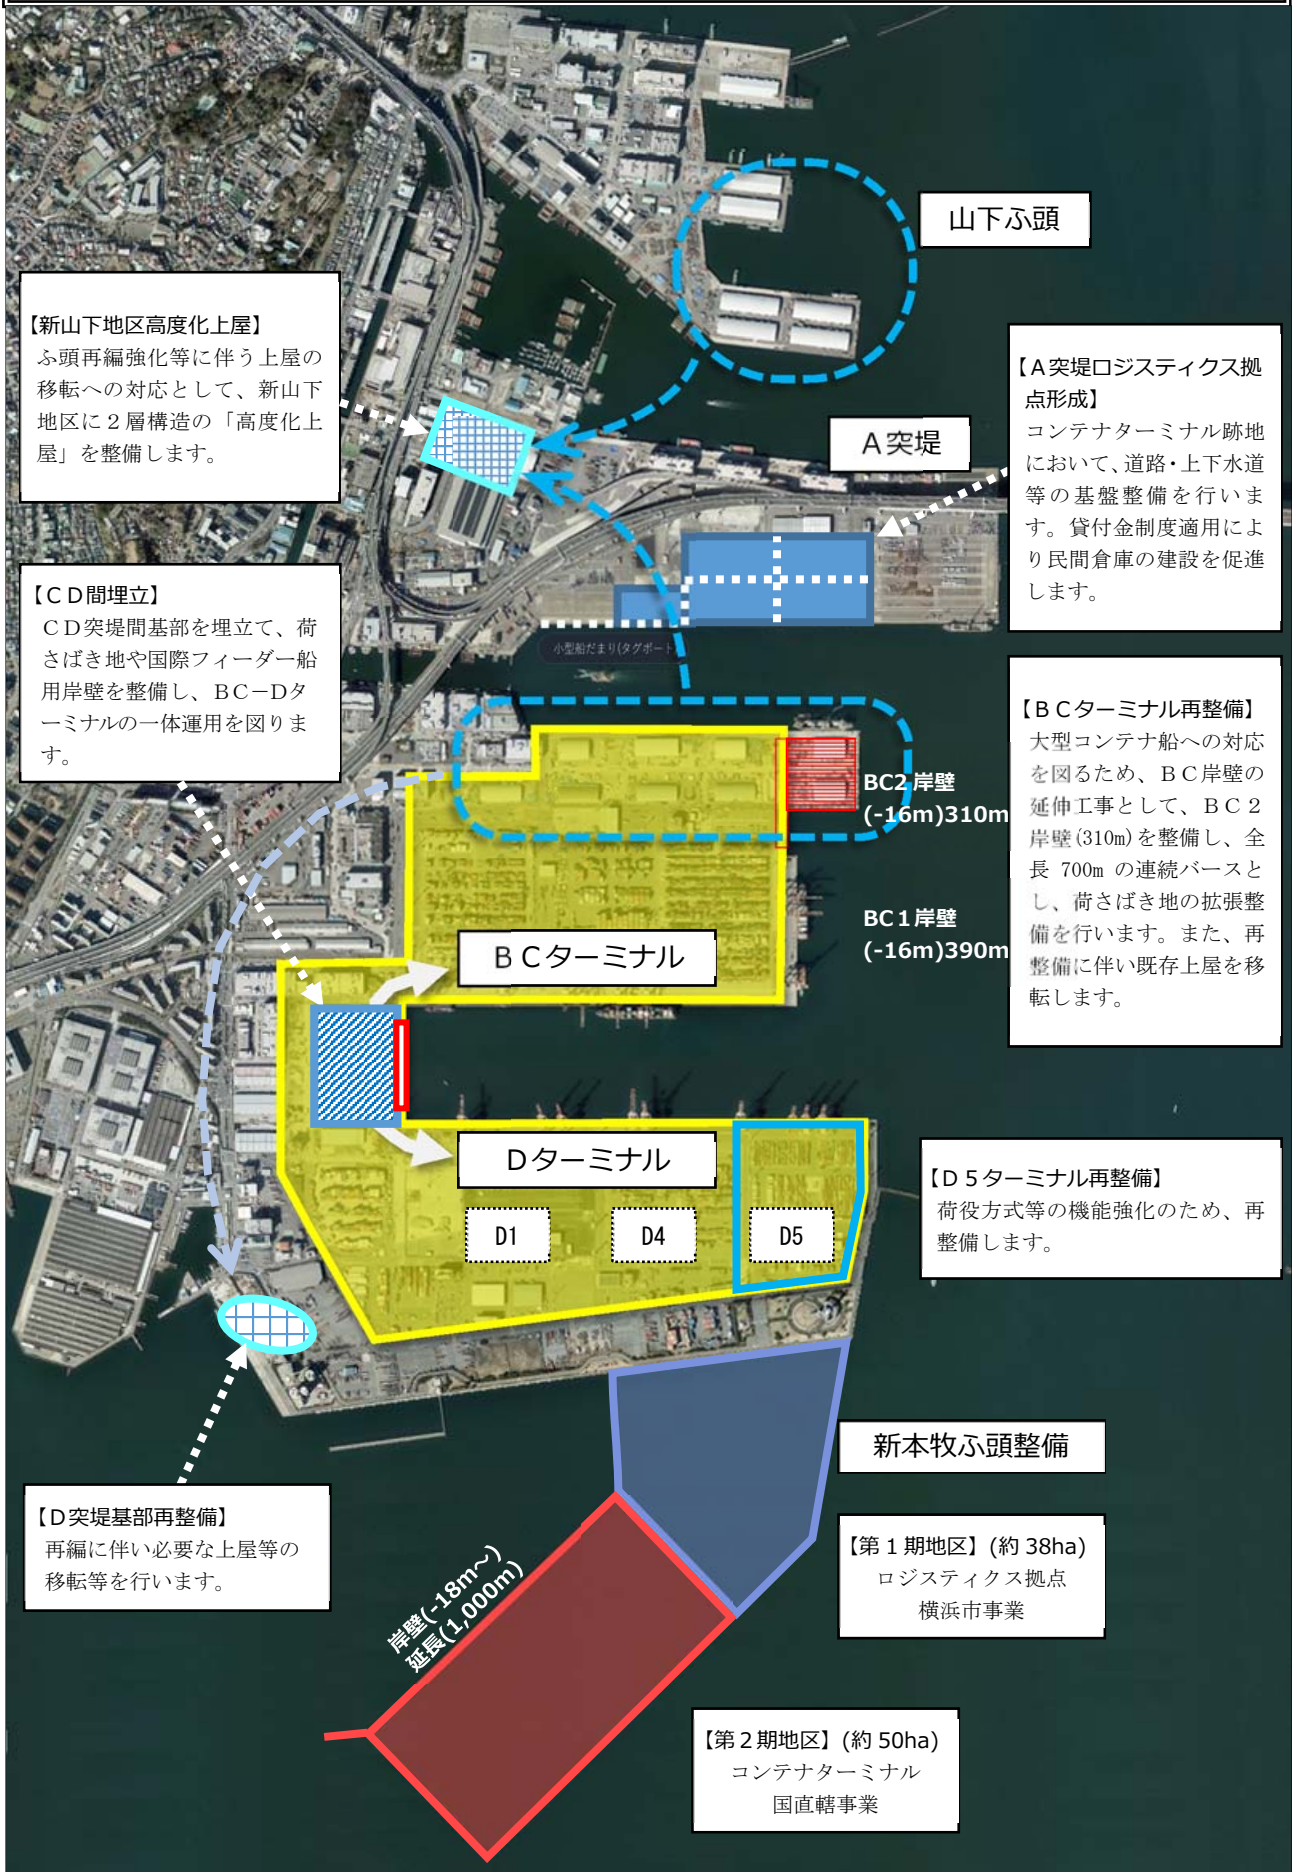 山下ふ頭
【新山下地区高度化上屋】
ふ頭再編強化等に伴う上屋の
移転への対応として、新山下
地区に２層構造の「高度化上
屋」を整備します。
【Ａ突堤ロジスティクス拠
点形成】
コンテナターミナル跡地
において、道路・上下水道
等の基盤整備を行いま
す。貸付金制度適用によ
り民間倉庫の建設を促進
します。
Ａ突堤
小型船だまり(タグボート)
【ＣＤ間埋立】
ＣＤ突堤間基部を埋立て、荷
さばき地や国際フィーダー船
用岸壁を整備し、ＢＣ－Ｄタ
ーミナルの一体運用を図りま
す。
【ＢＣターミナル再整備】
大型コンテナ船への対応
を図るため、ＢＣ岸壁の
延伸工事として、ＢＣ２
岸壁(310m)を整備し、全
長 700m の連続バースと
し、荷さばき地の拡張整
備を行います。また、再
整備に伴い既存上屋を移
転します。
BC2 岸壁
(-16m)310m
BC１岸壁
(-16m)390m
ＢＣターミナル
Ｄターミナル
D1
D4
D5
【Ｄ５ターミナル再整備】
荷役方式等の機能強化のため、再
整備します。
新本牧ふ頭整備
【第１期地区】(約 38ha)
ロジスティクス拠点
横浜市事業
【Ｄ突堤基部再整備】
再編に伴い必要な上屋等の
移転等を行います。
岸壁(-18m～)
延長(1,000m)
【第２期地区】(約 50ha)
コンテナターミナル
国直轄事業